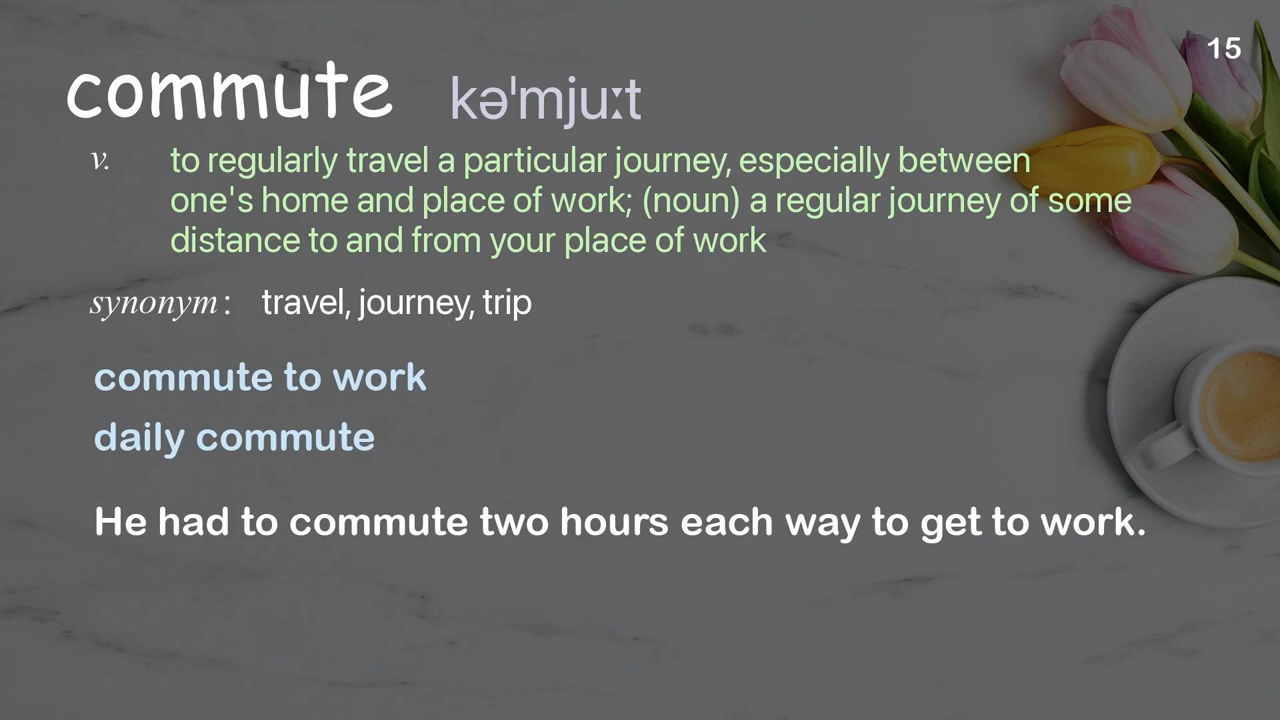 15
commute kəˈmjuːt
v. to regularly travel a particular journey, especially between
one's home and place of work; (noun) a regular journey of some
distance to and from your place of work
synonym: travel, journey, trip
commute to work
daily commute
He had to commute two hours each way to get to work.